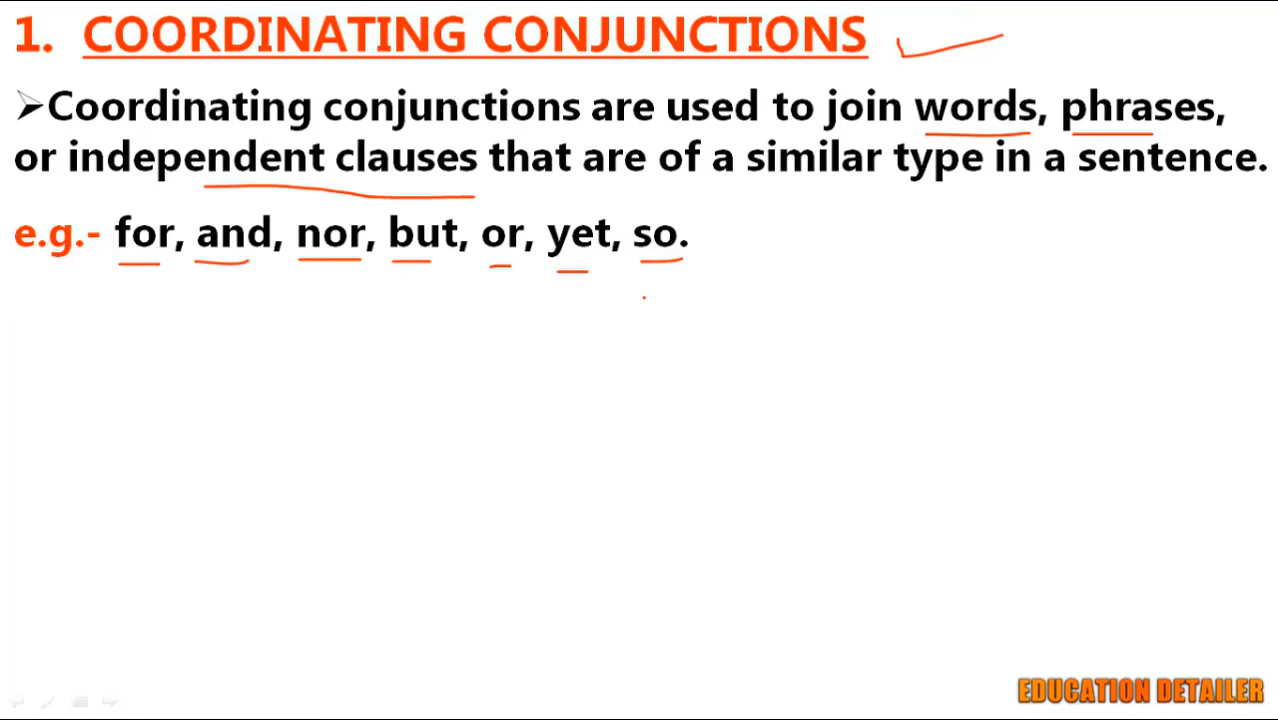 1. COORDINATING CONJUNCTIONS
➢Coordinating conjunctions are used to join words, phrases,
or independent clauses that are of a similar type in a sentence.
e.g.- for, and, nor, but, or, yet, so.
EDUCATION DETAILER